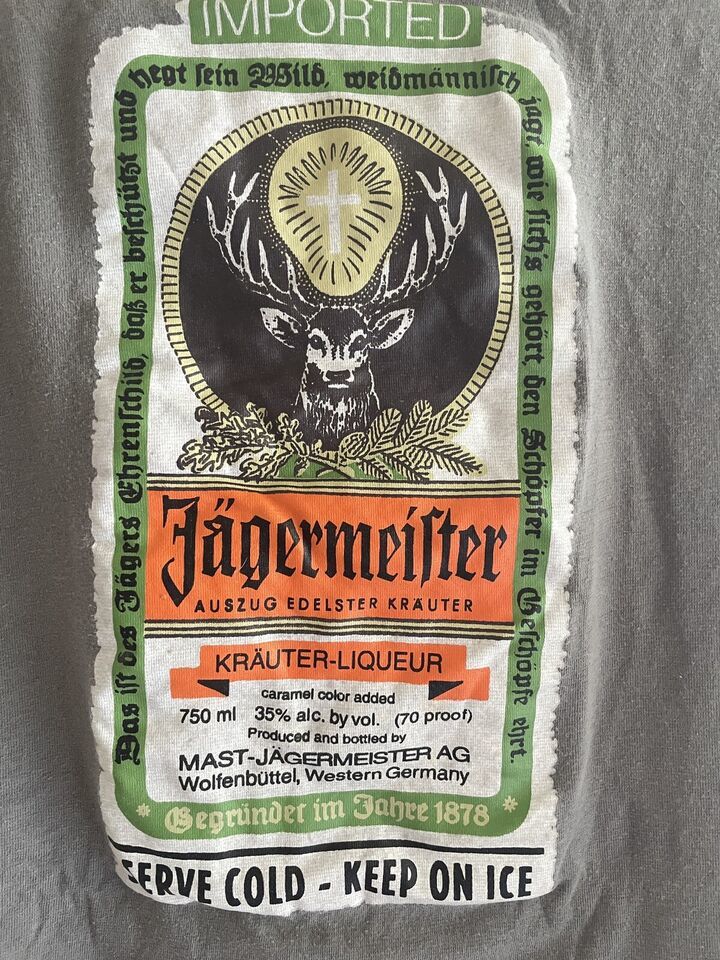 IMPORTED
Das ist des Jägers Ehrenschild, daß er beschützt und hegt sein Wild, weidmännisch jagt, wie sich's gehört den Schöpfer im Geschöpfe ehrt.
Jägermeister
AUSZUG EDELSTER KRÄUTER
KRÄUTER-LIQUEUR
caramel color added
750 ml 35% alc. by vol. (70 proof)
Produced and bottled by
MAST-JÄGERMEISTER AG
Wolfenbüttel, Western Germany
* Gegründet im Jahre 1878 *
SERVE COLD - KEEP ON ICE